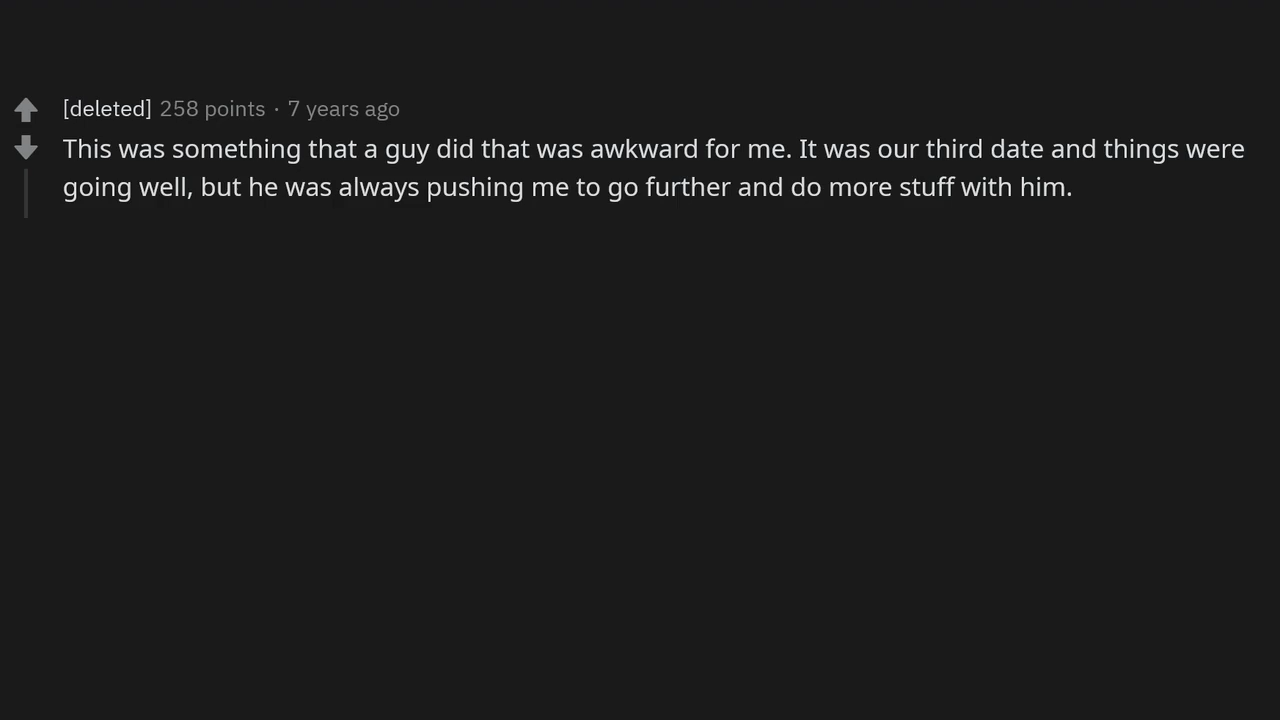 [deleted] 258 points · 7 years ago
This was something that a guy did that was awkward for me. It was our third date and things were
going well, but he was always pushing me to go further and do more stuff with him.